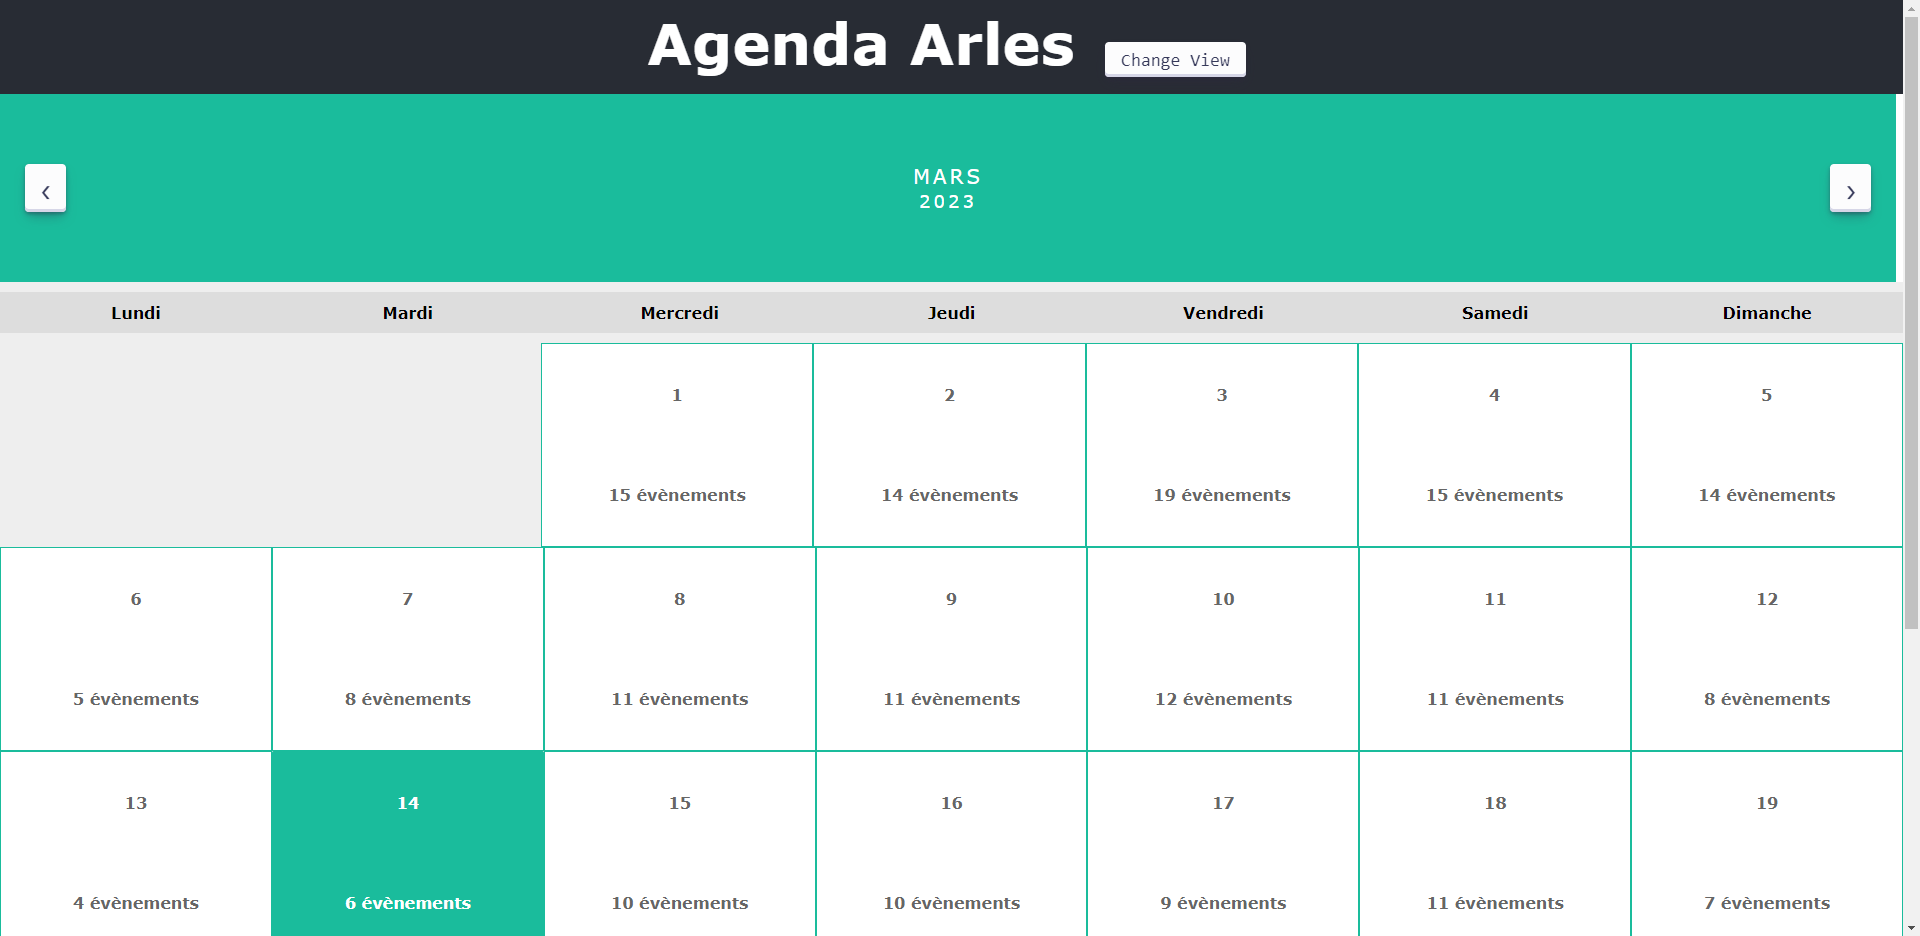 Agenda Arles Change View
MARS
2023
‹ ›
Lundi Mardi Mercredi Jeudi Vendredi Samedi Dimanche
1 2 3 4 5
15 évènements 14 évènements 19 évènements 15 évènements 14 évènements
6 7 8 9 10 11 12
5 évènements 8 évènements 11 évènements 11 évènements 12 évènements 11 évènements 8 évènements
13 14 15 16 17 18 19
4 évènements 6 évènements 10 évènements 10 évènements 9 évènements 11 évènements 7 évènements